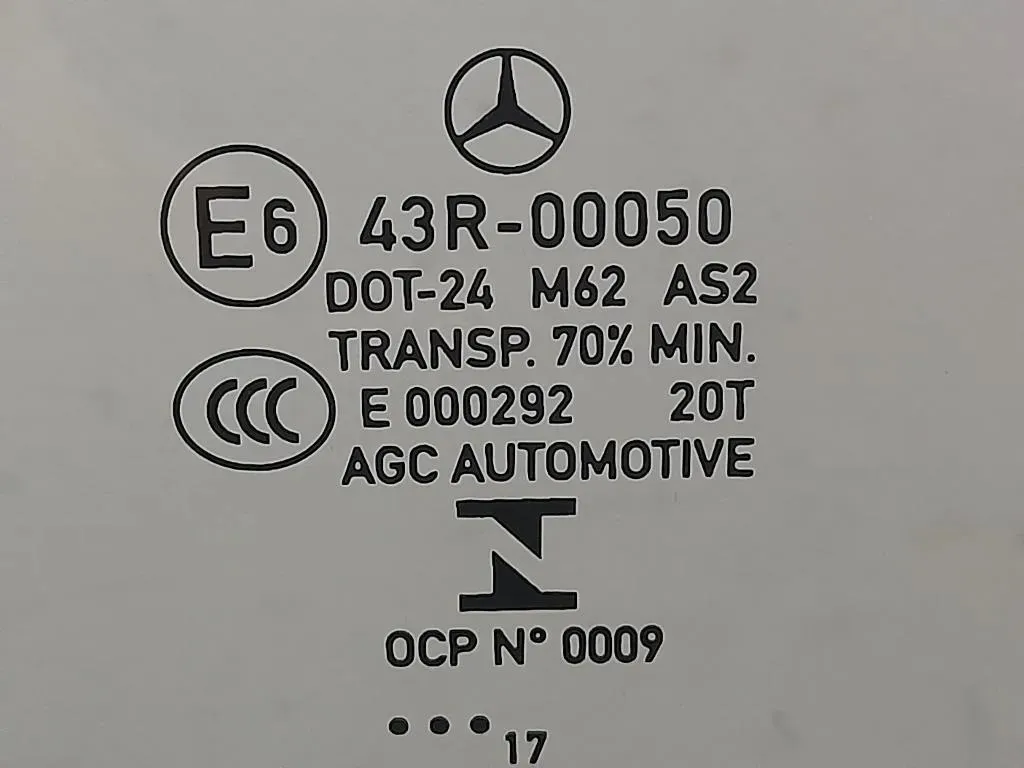 E6 43R-00050
DOT-24 M62 AS2
TRANSP. 70% MIN.
CCC E 000292 20T
AGC AUTOMOTIVE
N
OCP N° 0009
... 17